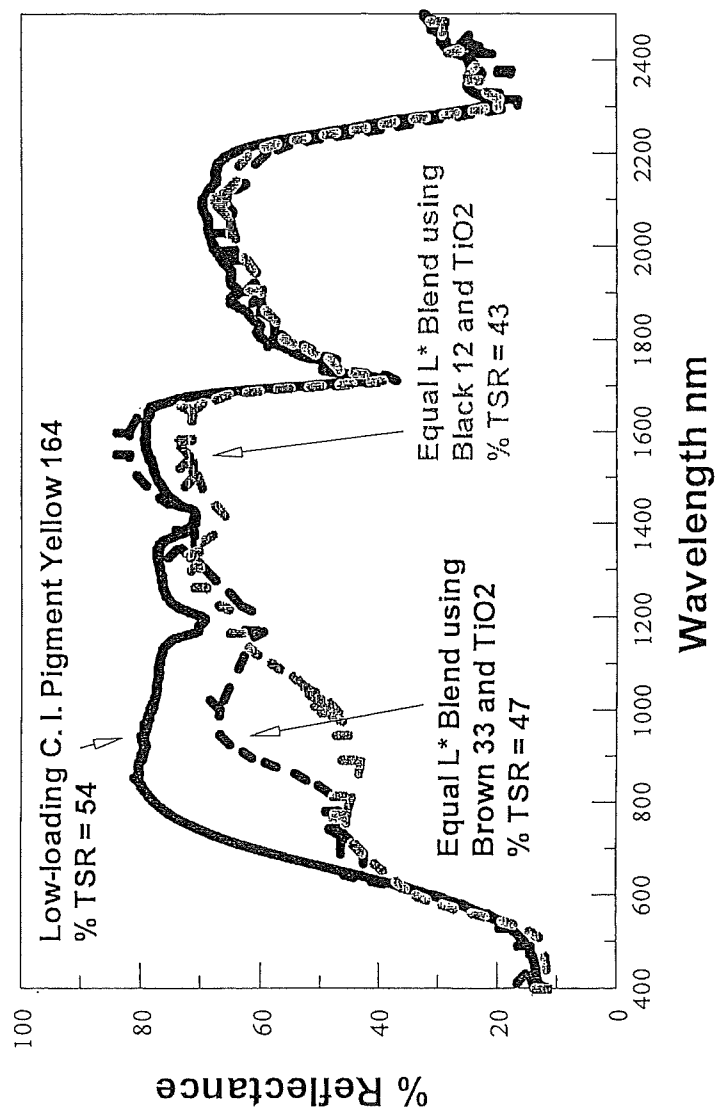 % Reflectance
100
80
60
40
20
0
Low-loading C. I. Pigment Yellow 164
% TSR = 54
Equal L* Blend using
Brown 33 and TiO2
% TSR = 47
Equal L* Blend using
Black 12 and TiO2
% TSR = 43
400
600
800
1000
1200
1400
1600
1800
2000
2200
2400
Wavelength nm